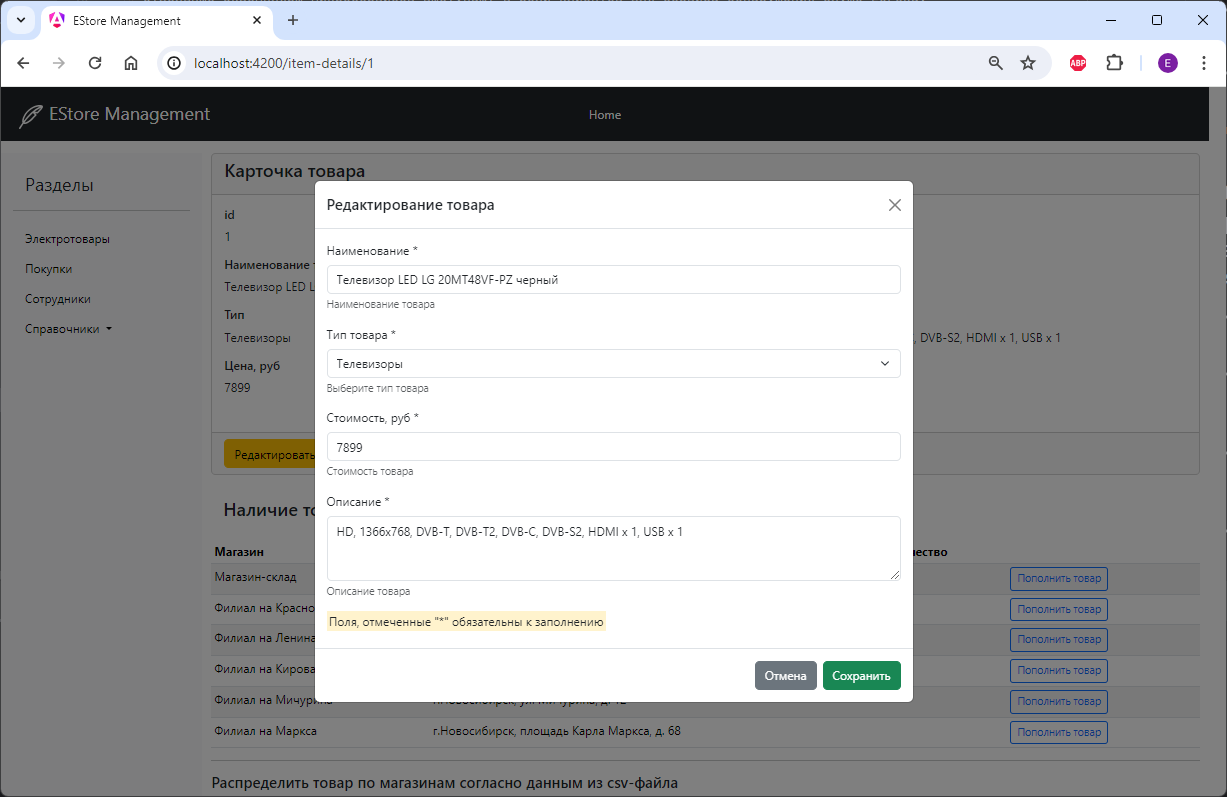 EStore Management
localhost:4200/item-details/1
ABP
E
EStore Management
Home
Разделы
Электротовары
Покупки
Сотрудники
Справочники
Карточка товара
id
1
Наименование
Телевизор LED L
Тип
Телевизоры
, DVB-S2, HDMI x 1, USB x 1
Цена, руб
7899
Редактировать
Редактирование товара
Наименование *
Телевизор LED LG 20MT48VF-PZ черный
Наименование товара
Тип товара *
Телевизоры
Выберите тип товара
Стоимость, руб *
7899
Стоимость товара
Описание *
HD, 1366x768, DVB-T, DVB-T2, DVB-C, DVB-S2, HDMI x 1, USB x 1
Описание товара
Поля, отмеченные "*" обязательны к заполнению
Отмена
Сохранить
Наличие
Магазин
Магазин-склад Пополнить товар
Филиал на Красно Пополнить товар
Филиал на Ленина Пополнить товар
Филиал на Кирова Пополнить товар
Филиал на Мичурина Пополнить товар
Филиал на Маркса г.Новосибирск, площадь Карла Маркса, д. 68 Пополнить товар
Распределить товар по магазинам согласно данным из csv-файла